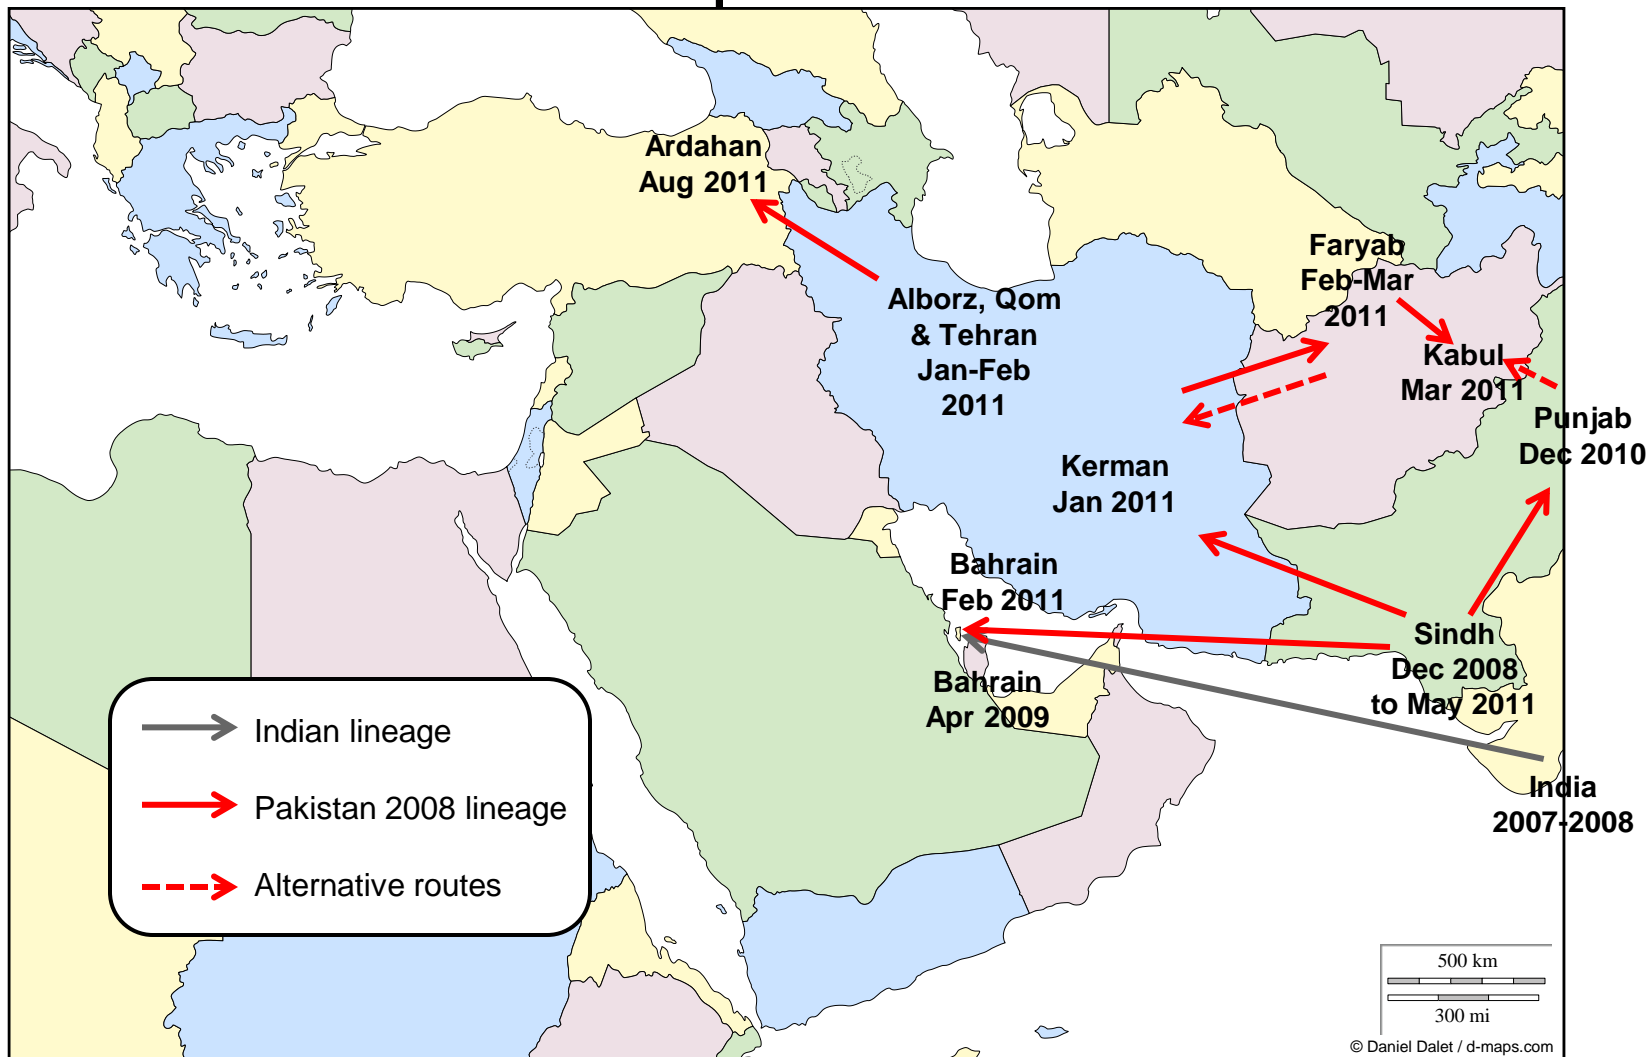 Ardahan
Aug 2011
Alborz, Qom
& Tehran
Jan-Feb
2011
Faryab
Feb-Mar
2011
Kabul
Mar 2011
Punjab
Dec 2010
Kerman
Jan 2011
Bahrain
Feb 2011
Bahrain
Apr 2009
Sindh
Dec 2008
to May 2011
India
2007-2008
Indian lineage
Pakistan 2008 lineage
Alternative routes
500 km
300 mi
© Daniel Dalet / d-maps.com